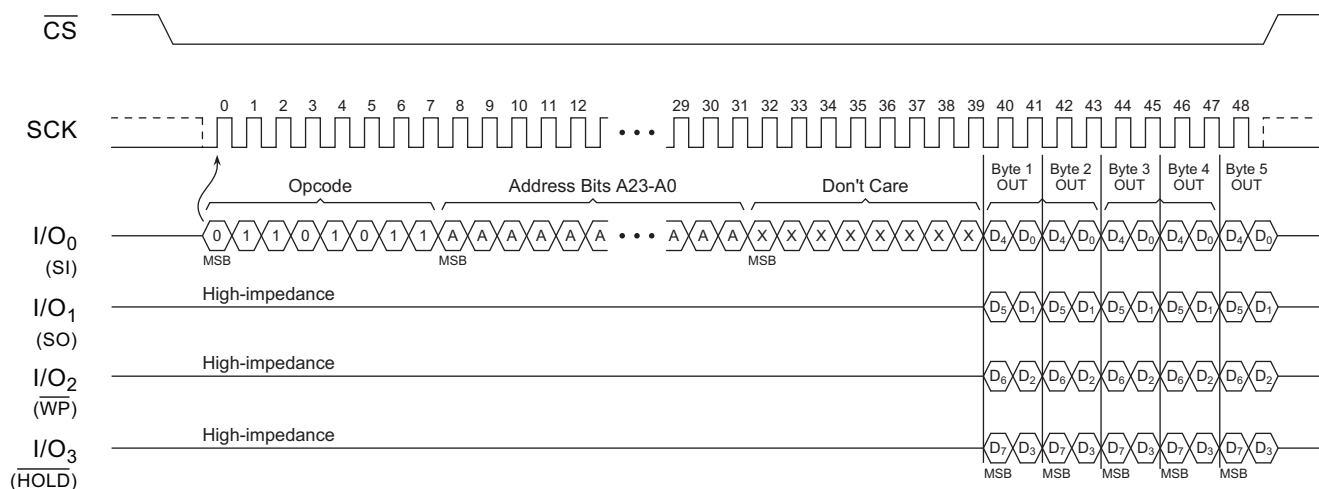 CS
SCK
0 1 2 3 4 5 6 7 8 9 10 11 12 29 30 31 32 33 34 35 36 37 38 39 40 41 42 43 44 45 46 47 48
Opcode Address Bits A23-A0 Don't Care Byte 1 OUT Byte 2 OUT Byte 3 OUT Byte 4 OUT Byte 5 OUT
I/O0 (SI)
0 1 1 0 1 0 1 1 A A A A A A A A A X X X X X X X X D4 D0 D4 D0 D4 D0 D4 D0 D4 D0
MSB MSB MSB
I/O1 (SO)
High-impedance
D5 D1 D5 D1 D5 D1 D5 D1 D5 D1
I/O2 (WP)
High-impedance
D6 D2 D6 D2 D6 D2 D6 D2 D6 D2
I/O3 (HOLD)
High-impedance
D7 D3 D7 D3 D7 D3 D7 D3 D7 D3
MSB MSB MSB MSB MSB